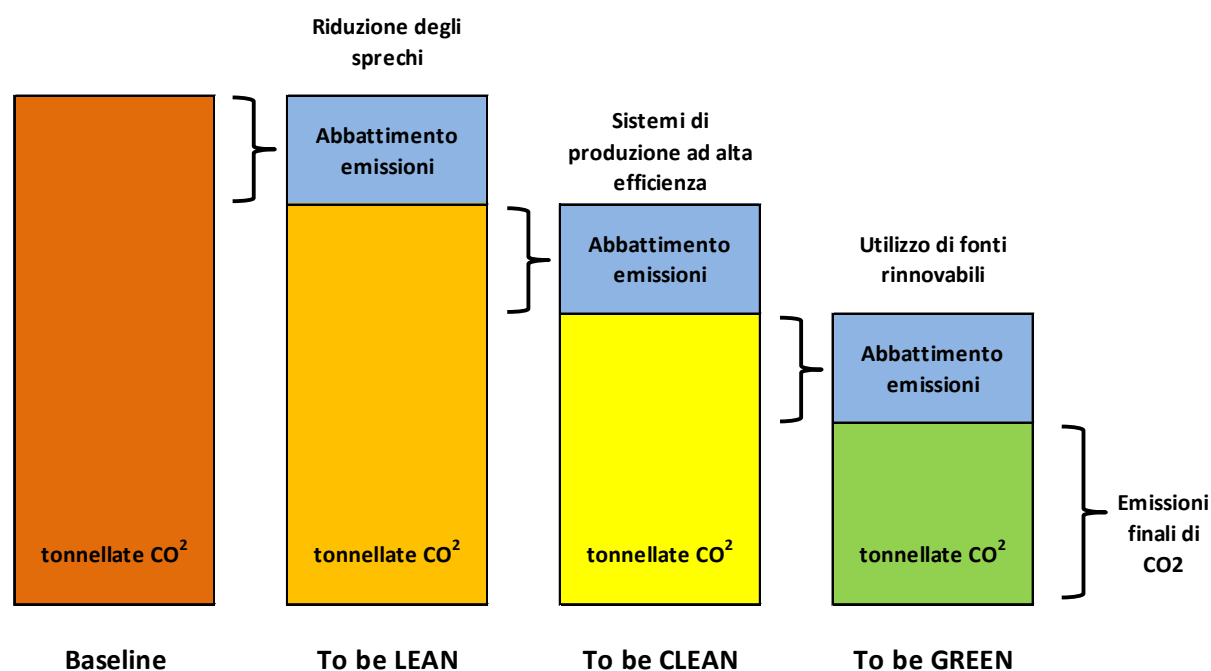 Riduzione degli
sprechi
Abbattimento
emissioni
Sistemi di
produzione ad alta
efficienza
Abbattimento
emissioni
Utilizzo di fonti
rinnovabili
Abbattimento
emissioni
tonnellate CO²
tonnellate CO²
tonnellate CO²
tonnellate CO²
Emissioni
finali di
CO2
Baseline
To be LEAN
To be CLEAN
To be GREEN